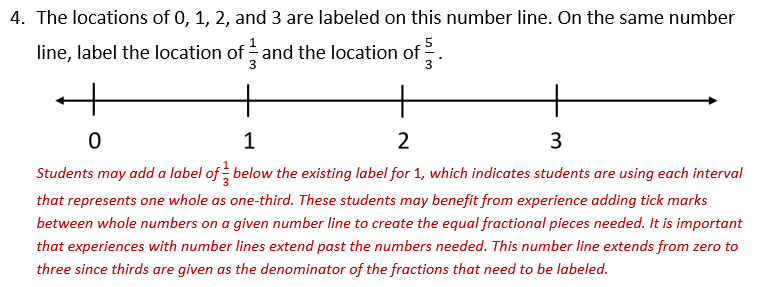 4. The locations of 0, 1, 2, and 3 are labeled on this number line. On the same number
line, label the location of 1/3 and the location of 5/3.
0 1 2 3
Students may add a label of 1/3 below the existing label for 1, which indicates students are using each interval
that represents one whole as one-third. These students may benefit from experience adding tick marks
between whole numbers on a given number line to create the equal fractional pieces needed. It is important
that experiences with number lines extend past the numbers needed. This number line extends from zero to
three since thirds are given as the denominator of the fractions that need to be labeled.